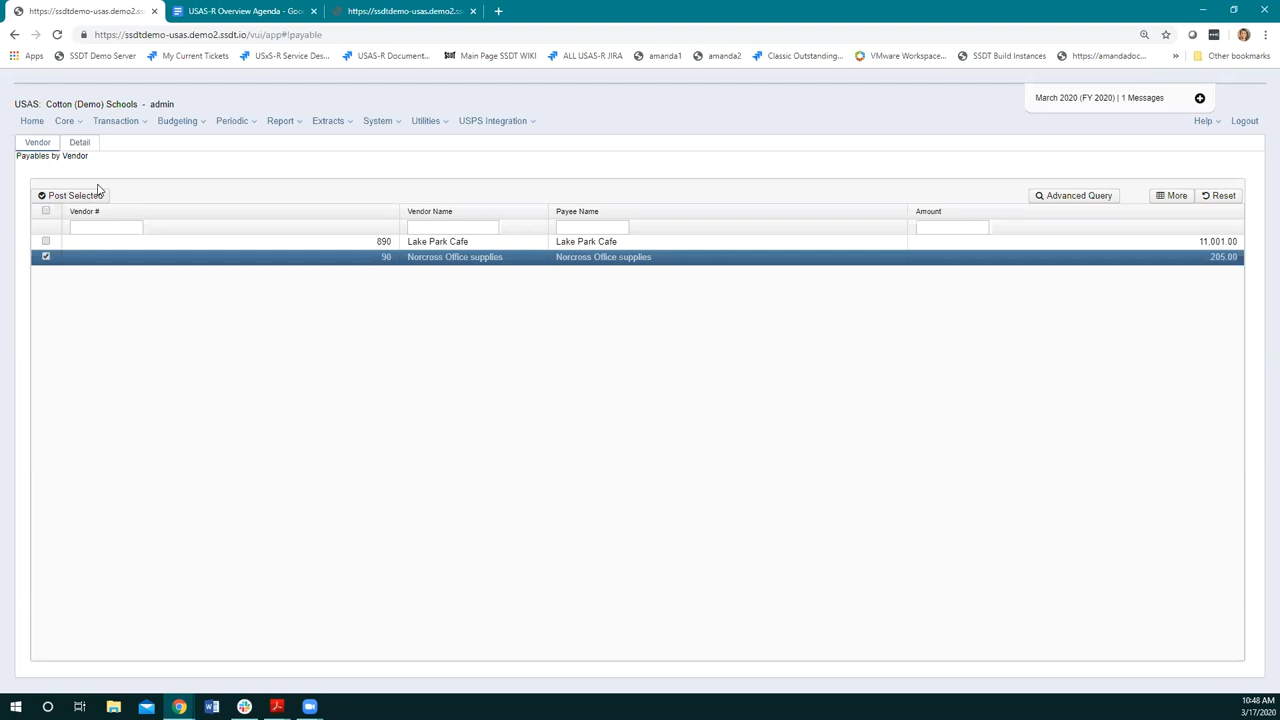 https://ssdtdemo-usas.demo2.ssdt.io
USAS-R Overview Agenda - Goo
https://ssdtdemo-usas.demo2.ss
https://ssdtdemo-usas.demo2.ssdt.io/vui/app#!payable
Apps SSDT Demo Server My Current Tickets USxS-R Service Des... USAS-R Document... Main Page SSDT WIKI ALL USAS-R JIRA amanda1 amanda2 Classic Outstanding... VMware Workspace... SSDT Build Instances https://amandadoc... » Other bookmarks
USAS: Cotton (Demo) Schools - admin
March 2020 (FY 2020) | 1 Messages
Home Core Transaction Budgeting Periodic Report Extracts System Utilities USPS Integration Help Logout
Vendor Detail
Payables by Vendor
Post Selected Advanced Query More Reset
Vendor # Vendor Name Payee Name Amount
890 Lake Park Cafe Lake Park Cafe 11,001.00
90 Norcross Office supplies Norcross Office supplies 205.00
10:48 AM
3/17/2020